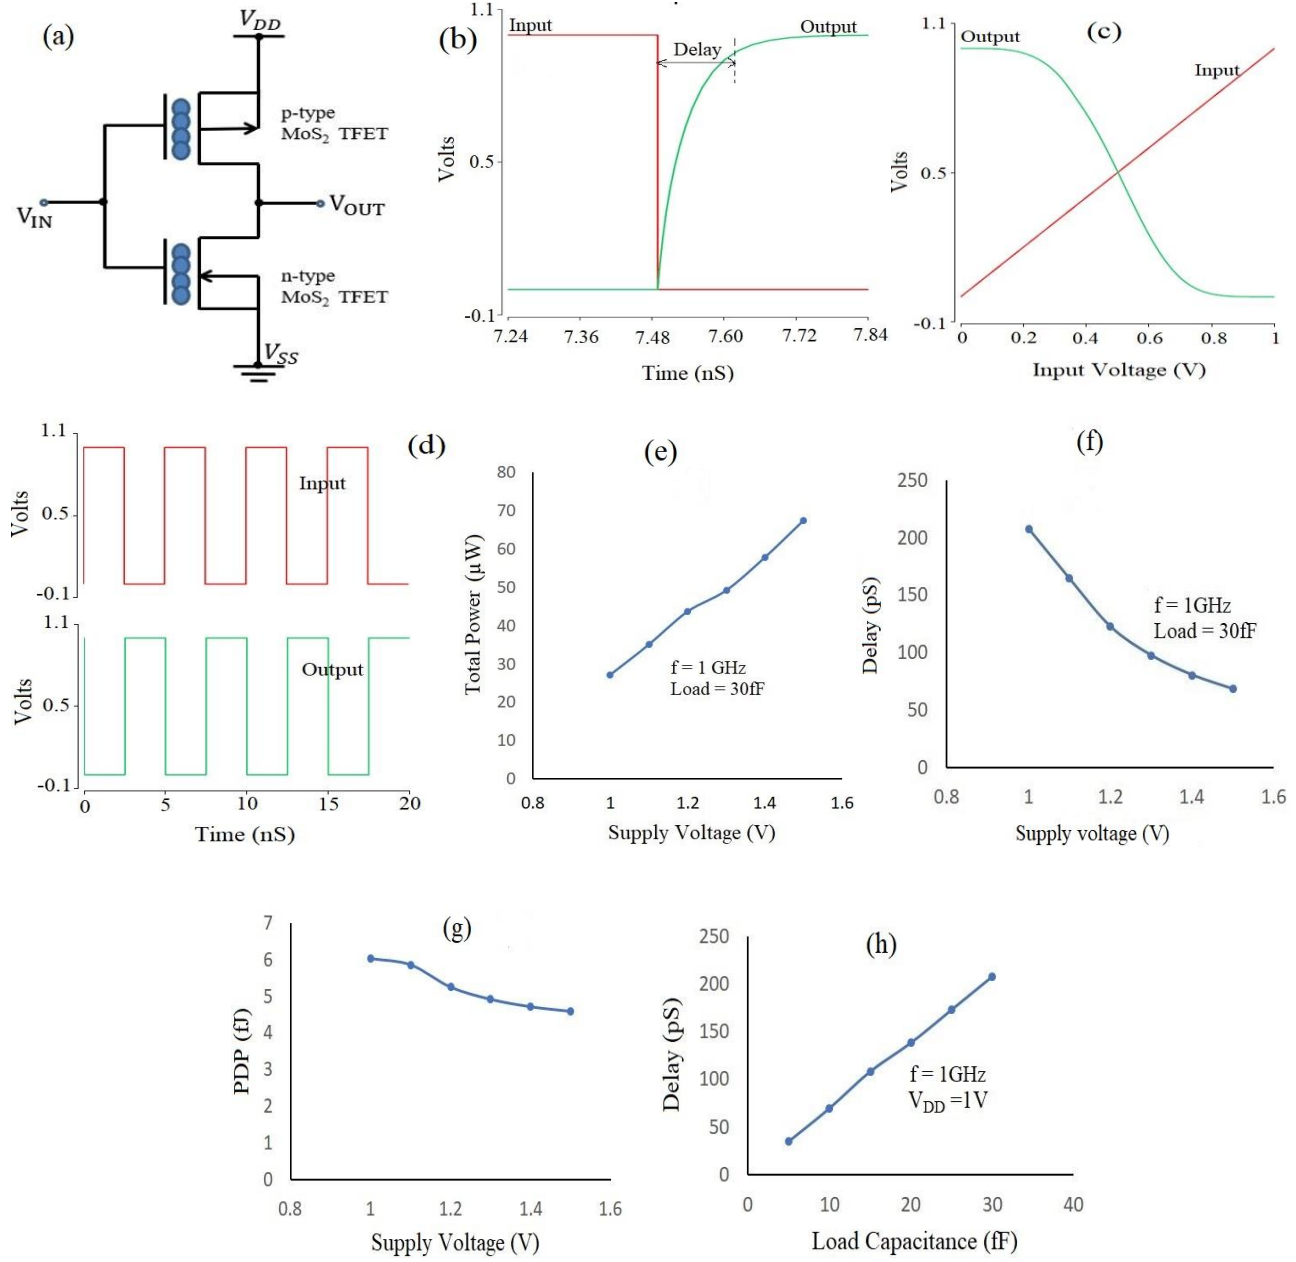 (a)
V_DD
p-type
MoS₂ TFET
V_IN
V_OUT
n-type
MoS₂ TFET
V_SS
(b)
1.1
Input
Output
Delay
Volts
0.5
-0.1
7.24 7.36 7.48 7.60 7.72 7.84
Time (nS)
(c)
1.1
Output
Input
Volts
0.5
-0.1
0 0.2 0.4 0.6 0.8 1
Input Voltage (V)
(d)
1.1
Input
Volts
0.5
-0.1
1.1
Output
Volts
0.5
-0.1
0 5 10 15 20
Time (nS)
(e)
80
70
60
50
40
30
20
10
0
Total Power (µW)
f = 1 GHz
Load = 30fF
0.8 1 1.2 1.4 1.6
Supply Voltage (V)
(f)
250
200
150
100
50
0
Delay (pS)
f = 1GHz
Load = 30fF
0.8 1 1.2 1.4 1.6
Supply voltage (V)
(g)
7
6
5
4
3
2
1
0
PDP (fJ)
0.8 1 1.2 1.4 1.6
Supply Voltage (V)
(h)
250
200
150
100
50
0
Delay (pS)
f = 1GHz
V_DD =1V
0 10 20 30 40
Load Capacitance (fF)